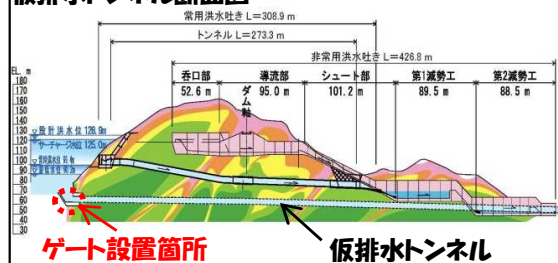 仮排水トンネル断面図
常用洪水吐き L=308.9 m
トンネル L=273.3 m
非常用洪水吐き L=426.8 m
呑口部 52.6 m
ダム軸
導流部 95.0 m
シュート部 101.2 m
第1減勢工 89.5 m
第2減勢工 88.5 m
EL. m
180
170
160
150
140
130
120
110
100
90
80
70
60
50
40
30
設計洪水位 126.9m
サーチャージ水位 125.0m
ゲート設置箇所
仮排水トンネル